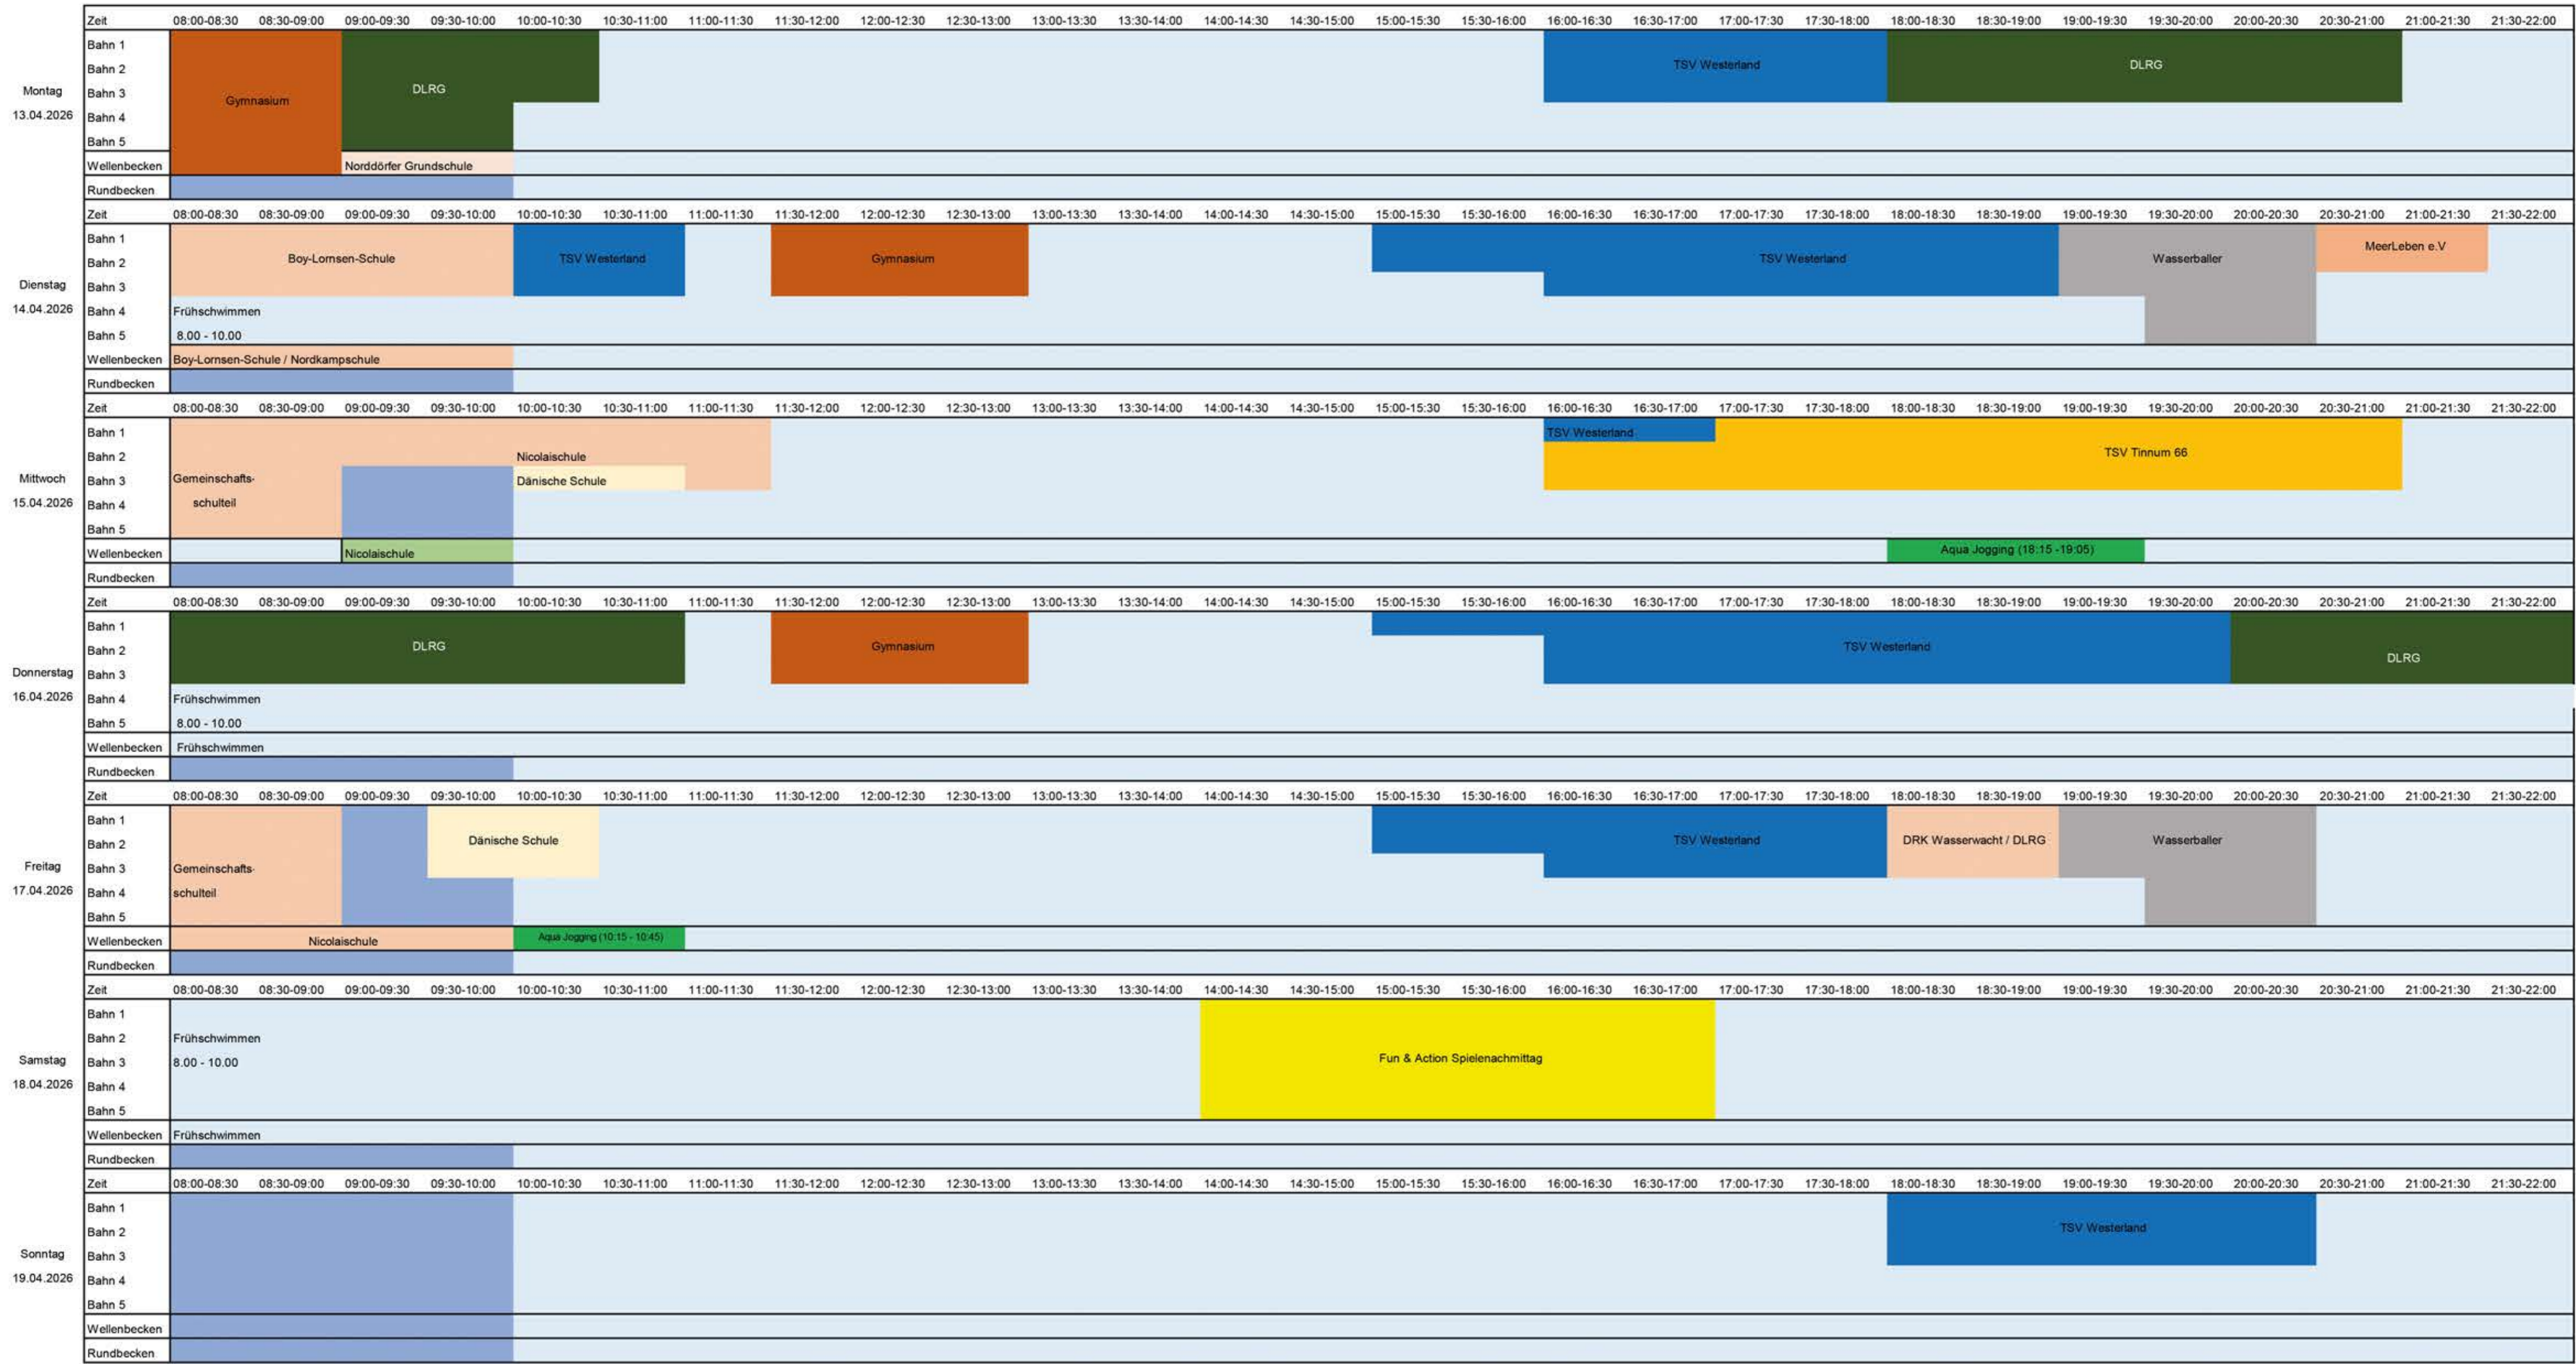 Zeit 08:00-08:30 08:30-09:00 09:00-09:30 09:30-10:00 10:00-10:30 10:30-11:00 11:00-11:30 11:30-12:00 12:00-12:30 12:30-13:00 13:00-13:30 13:30-14:00 14:00-14:30 14:30-15:00 15:00-15:30 15:30-16:00 16:00-16:30 16:30-17:00 17:00-17:30 17:30-18:00 18:00-18:30 18:30-19:00 19:00-19:30 19:30-20:00 20:00-20:30 20:30-21:00 21:00-21:30 21:30-22:00
Bahn 1
Bahn 2 TSV Westerland DLRG
Montag Bahn 3 Gymnasium DLRG
13.04.2026 Bahn 4
Bahn 5
Wellenbecken Norddörfer Grundschule
Rundbecken
Zeit 08:00-08:30 08:30-09:00 09:00-09:30 09:30-10:00 10:00-10:30 10:30-11:00 11:00-11:30 11:30-12:00 12:00-12:30 12:30-13:00 13:00-13:30 13:30-14:00 14:00-14:30 14:30-15:00 15:00-15:30 15:30-16:00 16:00-16:30 16:30-17:00 17:00-17:30 17:30-18:00 18:00-18:30 18:30-19:00 19:00-19:30 19:30-20:00 20:00-20:30 20:30-21:00 21:00-21:30 21:30-22:00
Bahn 1 MeerLeben e.V
Bahn 2 Boy-Lornsen-Schule TSV Westerland Gymnasium TSV Westerland Wasserballer
Dienstag Bahn 3
14.04.2026 Bahn 4 Frühschwimmen
Bahn 5 8.00 - 10.00
Wellenbecken Boy-Lornsen-Schule / Nordkampschule
Rundbecken
Zeit 08:00-08:30 08:30-09:00 09:00-09:30 09:30-10:00 10:00-10:30 10:30-11:00 11:00-11:30 11:30-12:00 12:00-12:30 12:30-13:00 13:00-13:30 13:30-14:00 14:00-14:30 14:30-15:00 15:00-15:30 15:30-16:00 16:00-16:30 16:30-17:00 17:00-17:30 17:30-18:00 18:00-18:30 18:30-19:00 19:00-19:30 19:30-20:00 20:00-20:30 20:30-21:00 21:00-21:30 21:30-22:00
Bahn 1 TSV Westerland
Bahn 2 Nicolaischule TSV Tinnum 66
Mittwoch Bahn 3 Gemeinschafts- Dänische Schule
15.04.2026 Bahn 4 schulteil
Bahn 5
Wellenbecken Nicolaischule Aqua Jogging (18:15 -19:05)
Rundbecken
Zeit 08:00-08:30 08:30-09:00 09:00-09:30 09:30-10:00 10:00-10:30 10:30-11:00 11:00-11:30 11:30-12:00 12:00-12:30 12:30-13:00 13:00-13:30 13:30-14:00 14:00-14:30 14:30-15:00 15:00-15:30 15:30-16:00 16:00-16:30 16:30-17:00 17:00-17:30 17:30-18:00 18:00-18:30 18:30-19:00 19:00-19:30 19:30-20:00 20:00-20:30 20:30-21:00 21:00-21:30 21:30-22:00
Bahn 1
Bahn 2 DLRG Gymnasium TSV Westerland DLRG
Donnerstag Bahn 3
16.04.2026 Bahn 4 Frühschwimmen
Bahn 5 8.00 - 10.00
Wellenbecken Frühschwimmen
Rundbecken
Zeit 08:00-08:30 08:30-09:00 09:00-09:30 09:30-10:00 10:00-10:30 10:30-11:00 11:00-11:30 11:30-12:00 12:00-12:30 12:30-13:00 13:00-13:30 13:30-14:00 14:00-14:30 14:30-15:00 15:00-15:30 15:30-16:00 16:00-16:30 16:30-17:00 17:00-17:30 17:30-18:00 18:00-18:30 18:30-19:00 19:00-19:30 19:30-20:00 20:00-20:30 20:30-21:00 21:00-21:30 21:30-22:00
Bahn 1
Bahn 2 Dänische Schule TSV Westerland DRK Wasserwacht / DLRG Wasserballer
Freitag Bahn 3 Gemeinschafts-
17.04.2026 Bahn 4 schulteil
Bahn 5
Wellenbecken Nicolaischule Aqua Jogging (10:15 - 10:45)
Rundbecken
Zeit 08:00-08:30 08:30-09:00 09:00-09:30 09:30-10:00 10:00-10:30 10:30-11:00 11:00-11:30 11:30-12:00 12:00-12:30 12:30-13:00 13:00-13:30 13:30-14:00 14:00-14:30 14:30-15:00 15:00-15:30 15:30-16:00 16:00-16:30 16:30-17:00 17:00-17:30 17:30-18:00 18:00-18:30 18:30-19:00 19:00-19:30 19:30-20:00 20:00-20:30 20:30-21:00 21:00-21:30 21:30-22:00
Bahn 1
Bahn 2 Frühschwimmen
Samstag Bahn 3 8.00 - 10.00 Fun & Action Spielenachmittag
18.04.2026 Bahn 4
Bahn 5
Wellenbecken Frühschwimmen
Rundbecken
Zeit 08:00-08:30 08:30-09:00 09:00-09:30 09:30-10:00 10:00-10:30 10:30-11:00 11:00-11:30 11:30-12:00 12:00-12:30 12:30-13:00 13:00-13:30 13:30-14:00 14:00-14:30 14:30-15:00 15:00-15:30 15:30-16:00 16:00-16:30 16:30-17:00 17:00-17:30 17:30-18:00 18:00-18:30 18:30-19:00 19:00-19:30 19:30-20:00 20:00-20:30 20:30-21:00 21:00-21:30 21:30-22:00
Bahn 1
Bahn 2 TSV Westerland
Sonntag Bahn 3
19.04.2026 Bahn 4
Bahn 5
Wellenbecken
Rundbecken